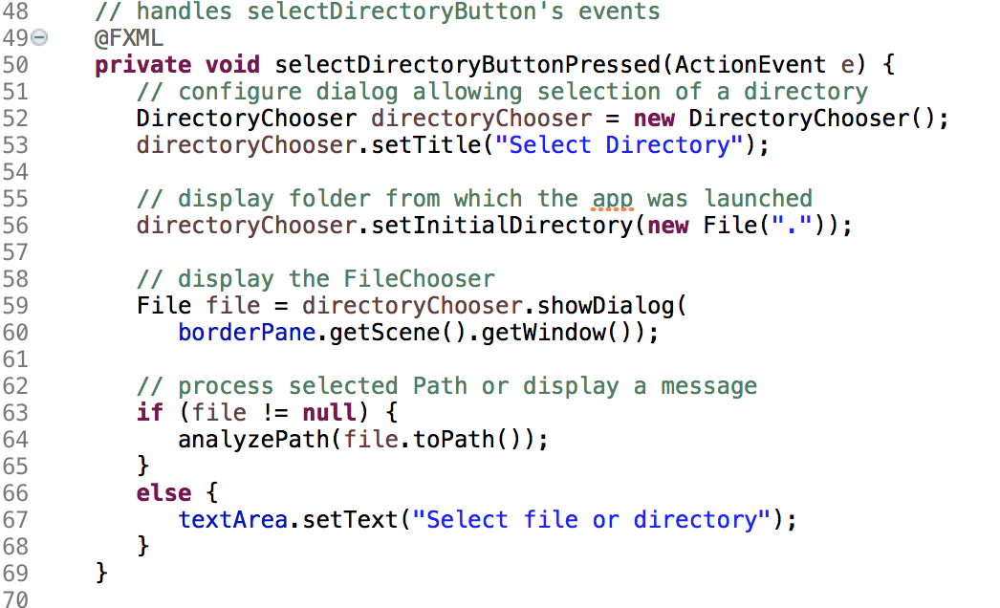 48 // handles selectDirectoryButton's events
49 @FXML
50 private void selectDirectoryButtonPressed(ActionEvent e) {
51 // configure dialog allowing selection of a directory
52 DirectoryChooser directoryChooser = new DirectoryChooser();
53 directoryChooser.setTitle("Select Directory");
54
55 // display folder from which the app was launched
56 directoryChooser.setInitialDirectory(new File("."));
57
58 // display the FileChooser
59 File file = directoryChooser.showDialog(
60 borderPane.getScene().getWindow());
61
62 // process selected Path or display a message
63 if (file != null) {
64 analyzePath(file.toPath());
65 }
66 else {
67 textArea.setText("Select file or directory");
68 }
69 }
70